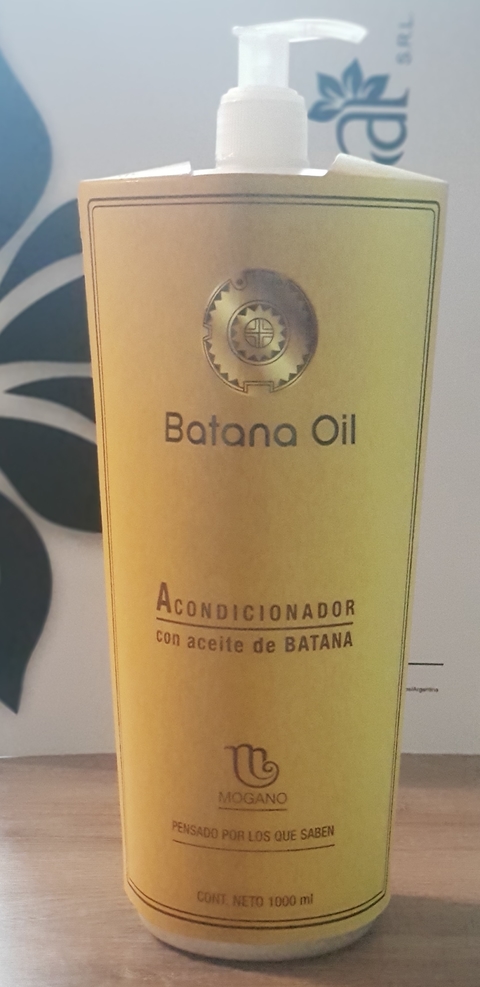 S.R.L.
Batana Oil
ACONDICIONADOR
con aceite de BATANA
MOGANO
PENSADO POR LOS QUE SABEN
CONT. NETO 1000 ml